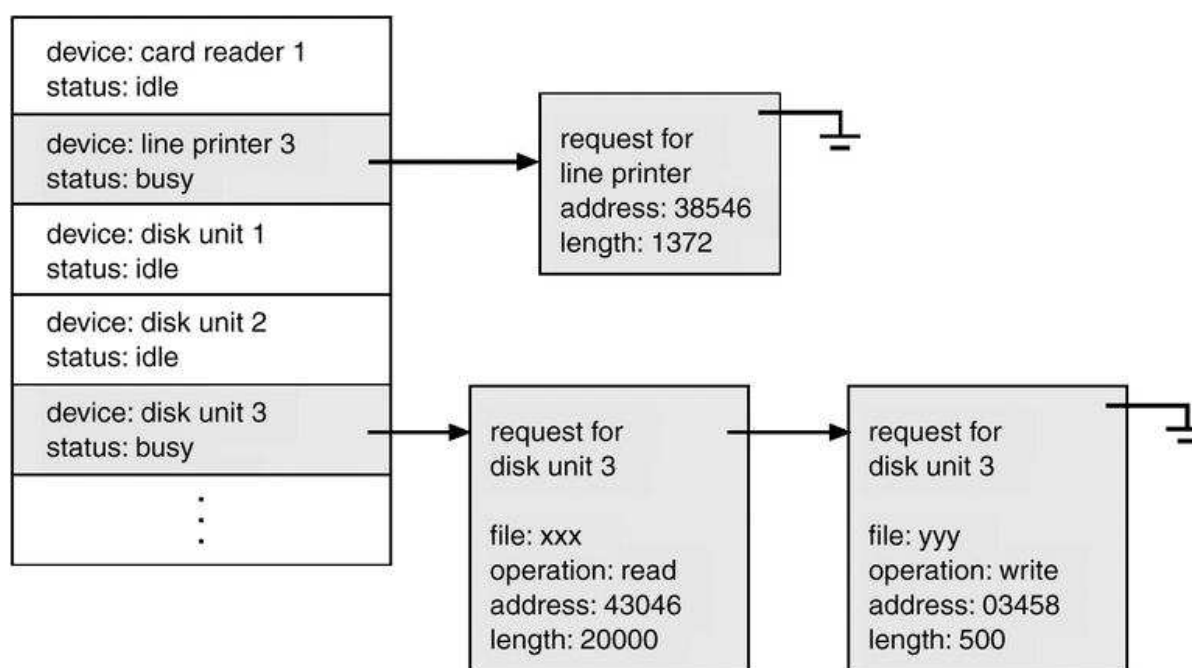 device: card reader 1
status: idle
device: line printer 3
status: busy
device: disk unit 1
status: idle
device: disk unit 2
status: idle
device: disk unit 3
status: busy
request for
line printer
address: 38546
length: 1372
request for
disk unit 3
file: xxx
operation: read
address: 43046
length: 20000
request for
disk unit 3
file: yyy
operation: write
address: 03458
length: 500